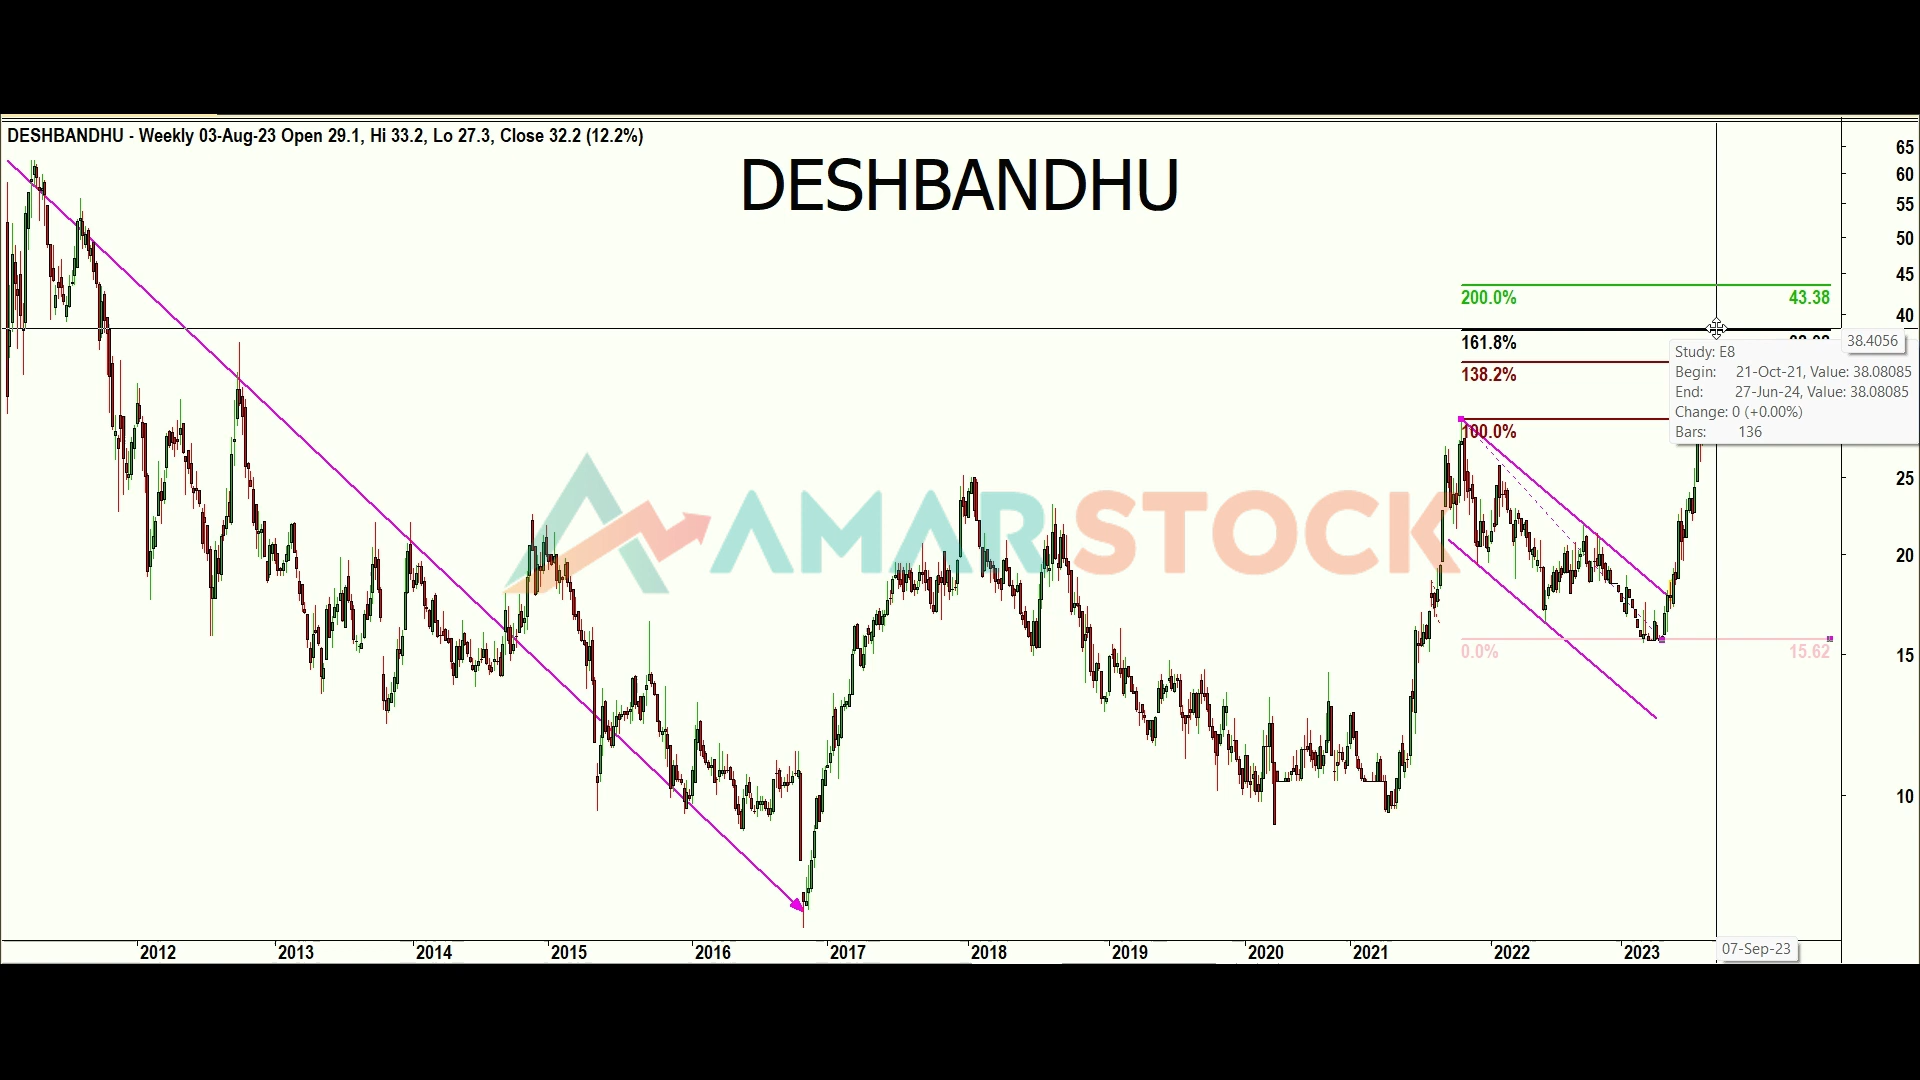 DESHBANDHU - Weekly 03-Aug-23 Open 29.1, Hi 33.2, Lo 27.3, Close 32.2 (12.2%)
DESHBANDHU
65
60
55
50
45
200.0% 43.38
40
161.8%
38.4056
Study: E8
138.2%
Begin: 21-Oct-21, Value: 38.08085
End: 27-Jun-24, Value: 38.08085
Change: 0 (+0.00%)
100.0%
Bars: 136
25
AMARSTOCK
20
0.0% 15.62
15
10
2012 2013 2014 2015 2016 2017 2018 2019 2020 2021 2022 2023 07-Sep-23